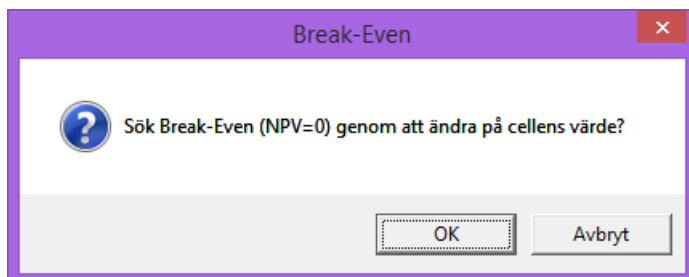 Break-Even
Sök Break-Even (NPV=0) genom att ändra på cellens värde?
OK
Avbryt